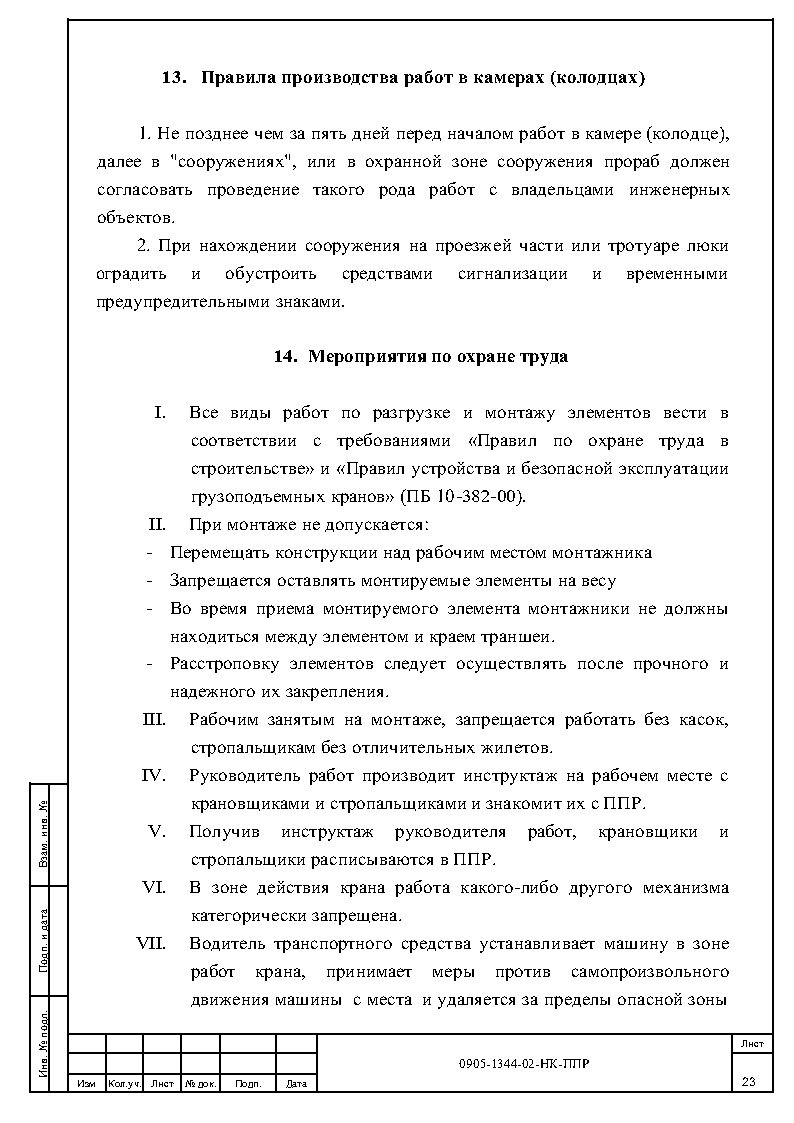 13. Правила производства работ в камерах (колодцах)
1. Не позднее чем за пять дней перед началом работ в камере (колодце),
далее в "сооружениях", или в охранной зоне сооружения прораб должен
согласовать проведение такого рода работ с владельцами инженерных
объектов.
2. При нахождении сооружения на проезжей части или тротуаре люки
оградить и обустроить средствами сигнализации и временными
предупредительными знаками.
14. Мероприятия по охране труда
I. Все виды работ по разгрузке и монтажу элементов вести в
соответствии с требованиями «Правил по охране труда в
строительстве» и «Правил устройства и безопасной эксплуатации
грузоподъемных кранов» (ПБ 10-382-00).
II. При монтаже не допускается:
- Перемещать конструкции над рабочим местом монтажника
- Запрещается оставлять монтируемые элементы на весу
- Во время приема монтируемого элемента монтажники не должны
находиться между элементом и краем траншеи.
- Расстроповку элементов следует осуществлять после прочного и
надежного их закрепления.
III. Рабочим занятым на монтаже, запрещается работать без касок,
стропальщикам без отличительных жилетов.
IV. Руководитель работ производит инструктаж на рабочем месте с
крановщиками и стропальщиками и знакомит их с ППР.
V. Получив инструктаж руководителя работ, крановщики и
стропальщики расписываются в ППР.
VI. В зоне действия крана работа какого-либо другого механизма
категорически запрещена.
VII. Водитель транспортного средства устанавливает машину в зоне
работ крана, принимает меры против самопроизвольного
движения машины с места и удаляется за пределы опасной зоны
Взам. инв. №
Подп. и дата
Инв. № подл.
Изм Кол.уч. Лист № док. Подп. Дата
0905-1344-02-НК-ППР
Лист
23